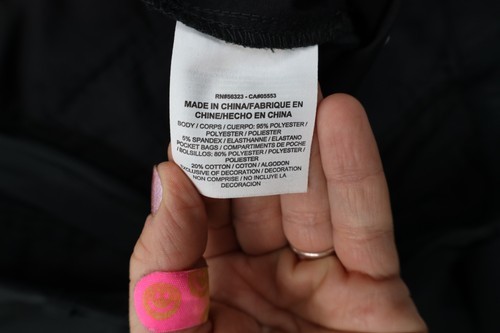 RN#56323 - CA#05553
MADE IN CHINA/FABRIQUE EN
CHINE/HECHO EN CHINA
BODY / CORPS / CUERPO: 95% POLYESTER /
POLYESTER / POLIESTER
5% SPANDEX / ELASTHANNE / ELASTANO
POCKET BAGS / COMPARTIMENTS DE POCHE
/ BOLSILLOS: 80% POLYESTER / POLYESTER /
POLIESTER
20% COTTON / COTON / ALGODON
EXCLUSIVE OF DECORATION / DECORATION
NON COMPRISE / NO INCLUYE LA
DECORACION